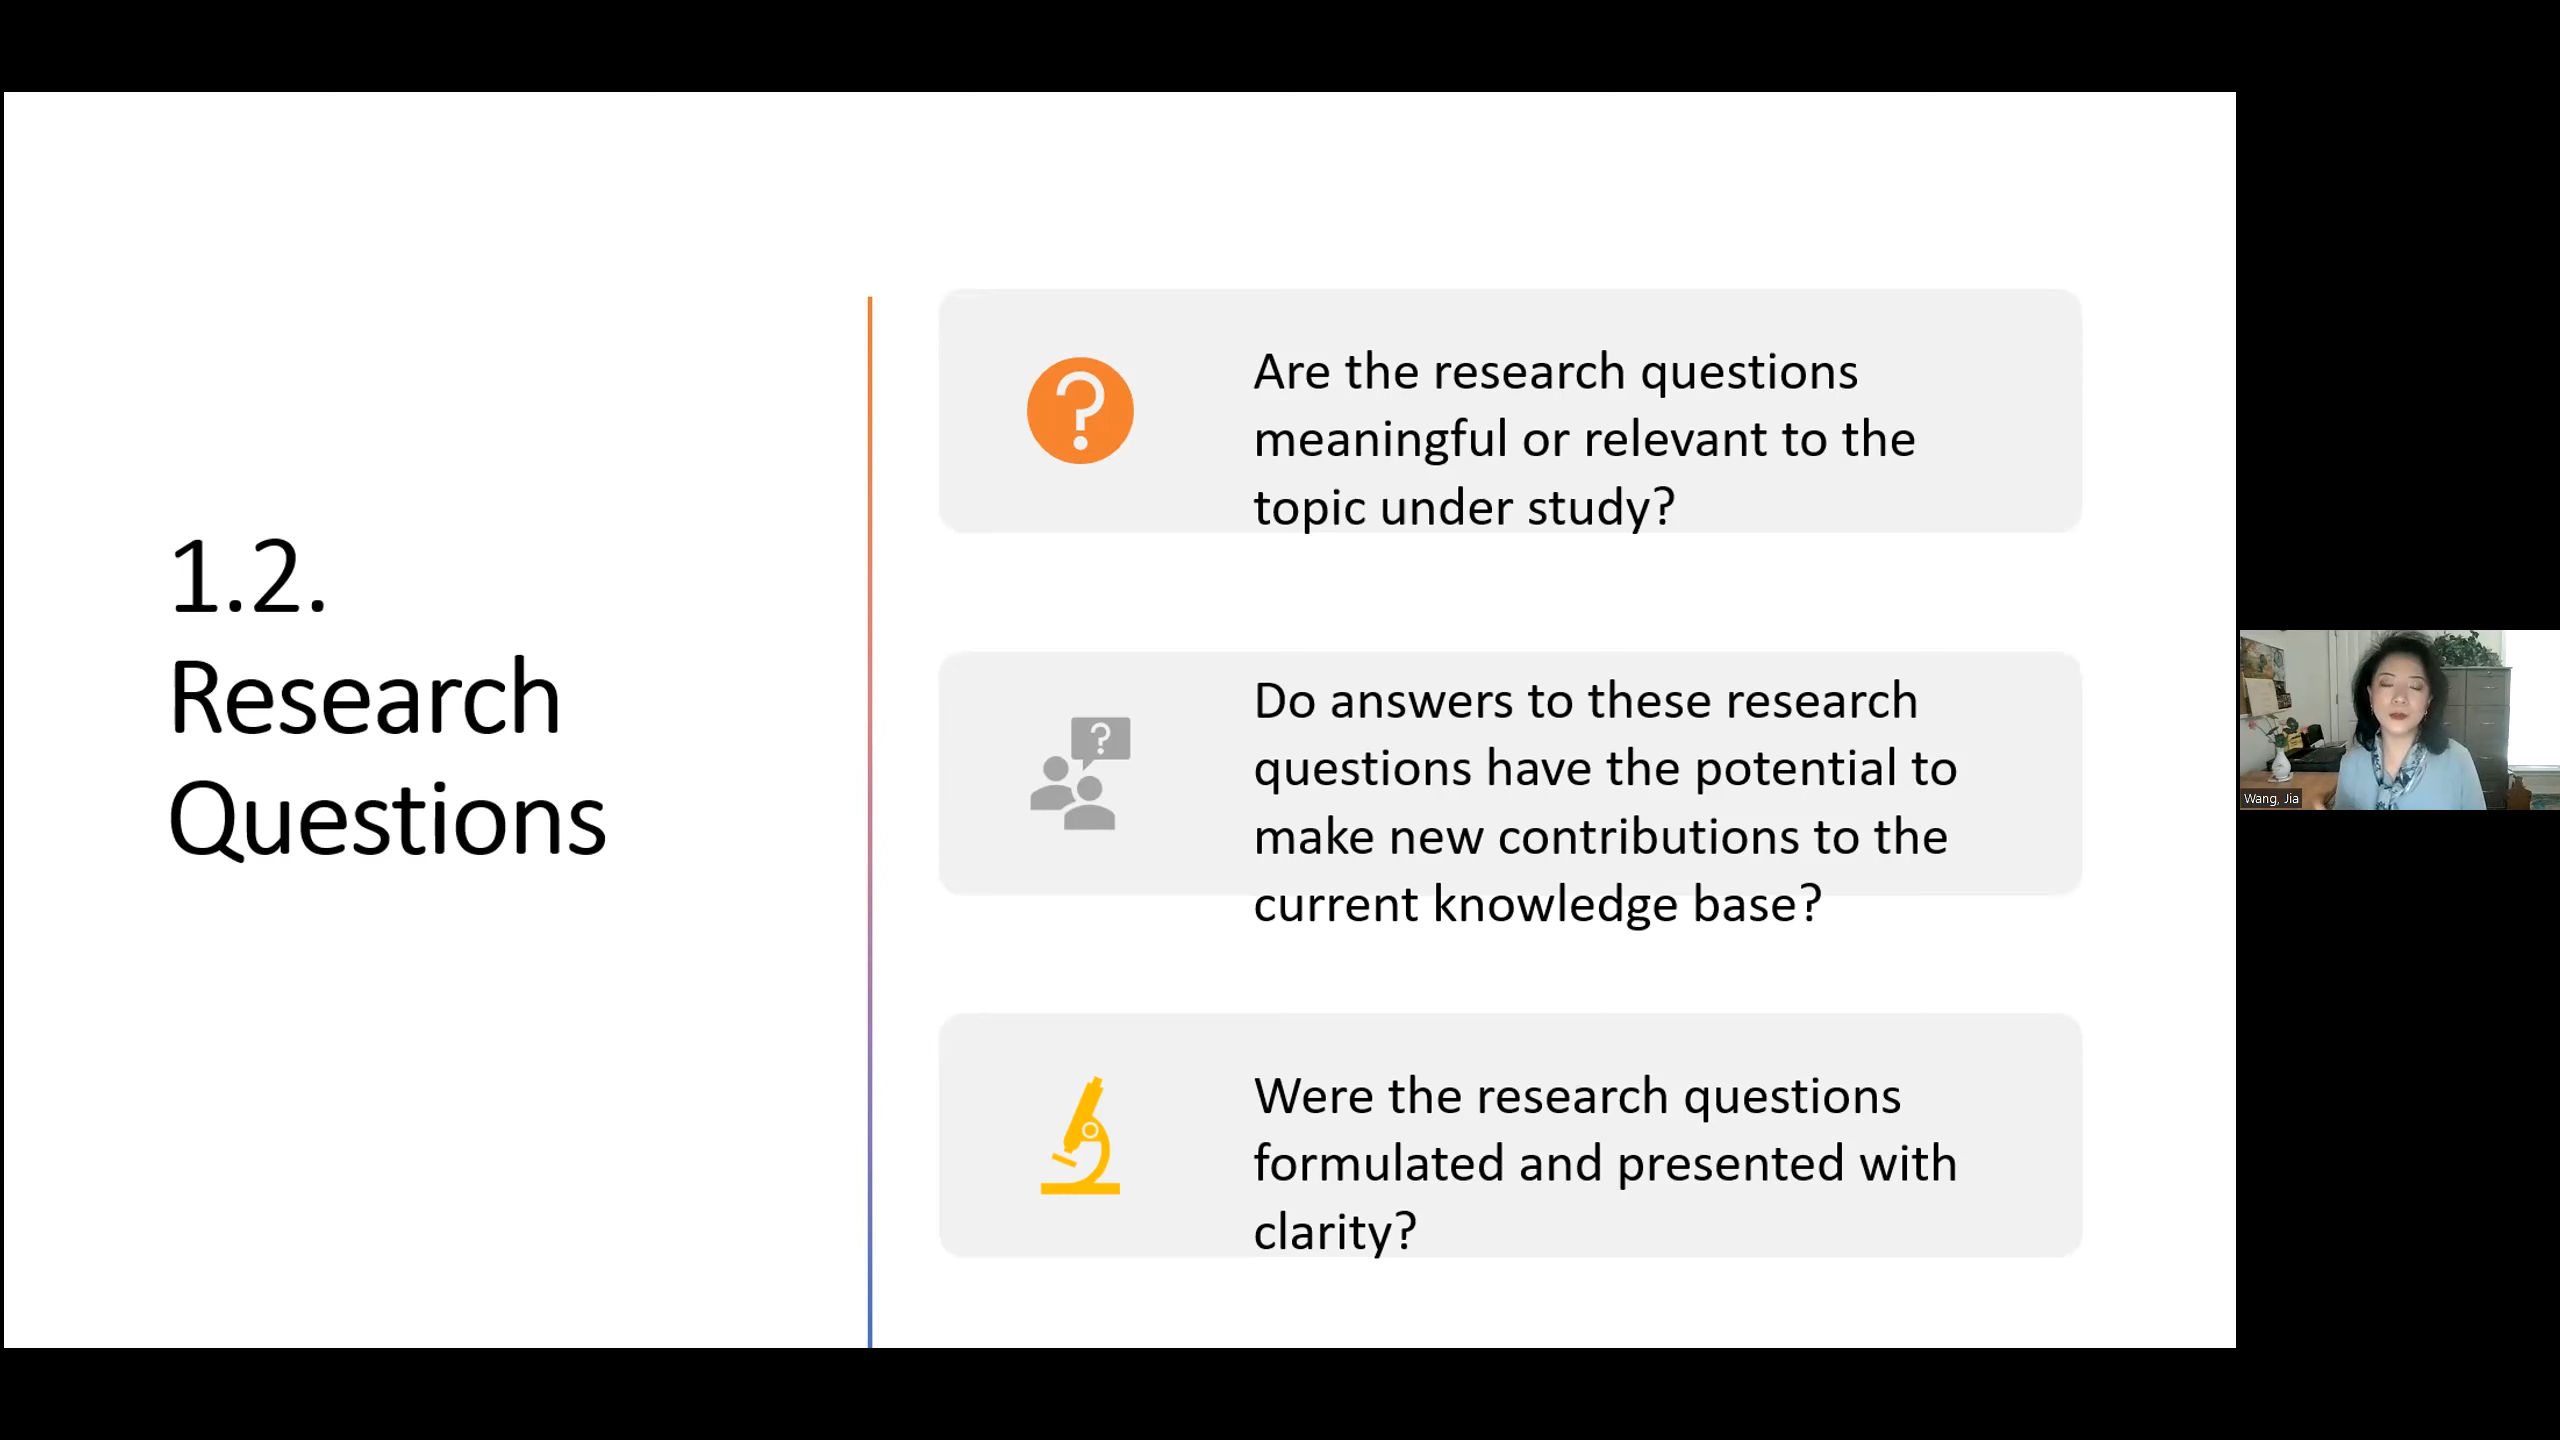 1.2.
Research
Questions
Are the research questions
meaningful or relevant to the
topic under study?
Do answers to these research
questions have the potential to
make new contributions to the
current knowledge base?
Were the research questions
formulated and presented with
clarity?
Wang, Jia